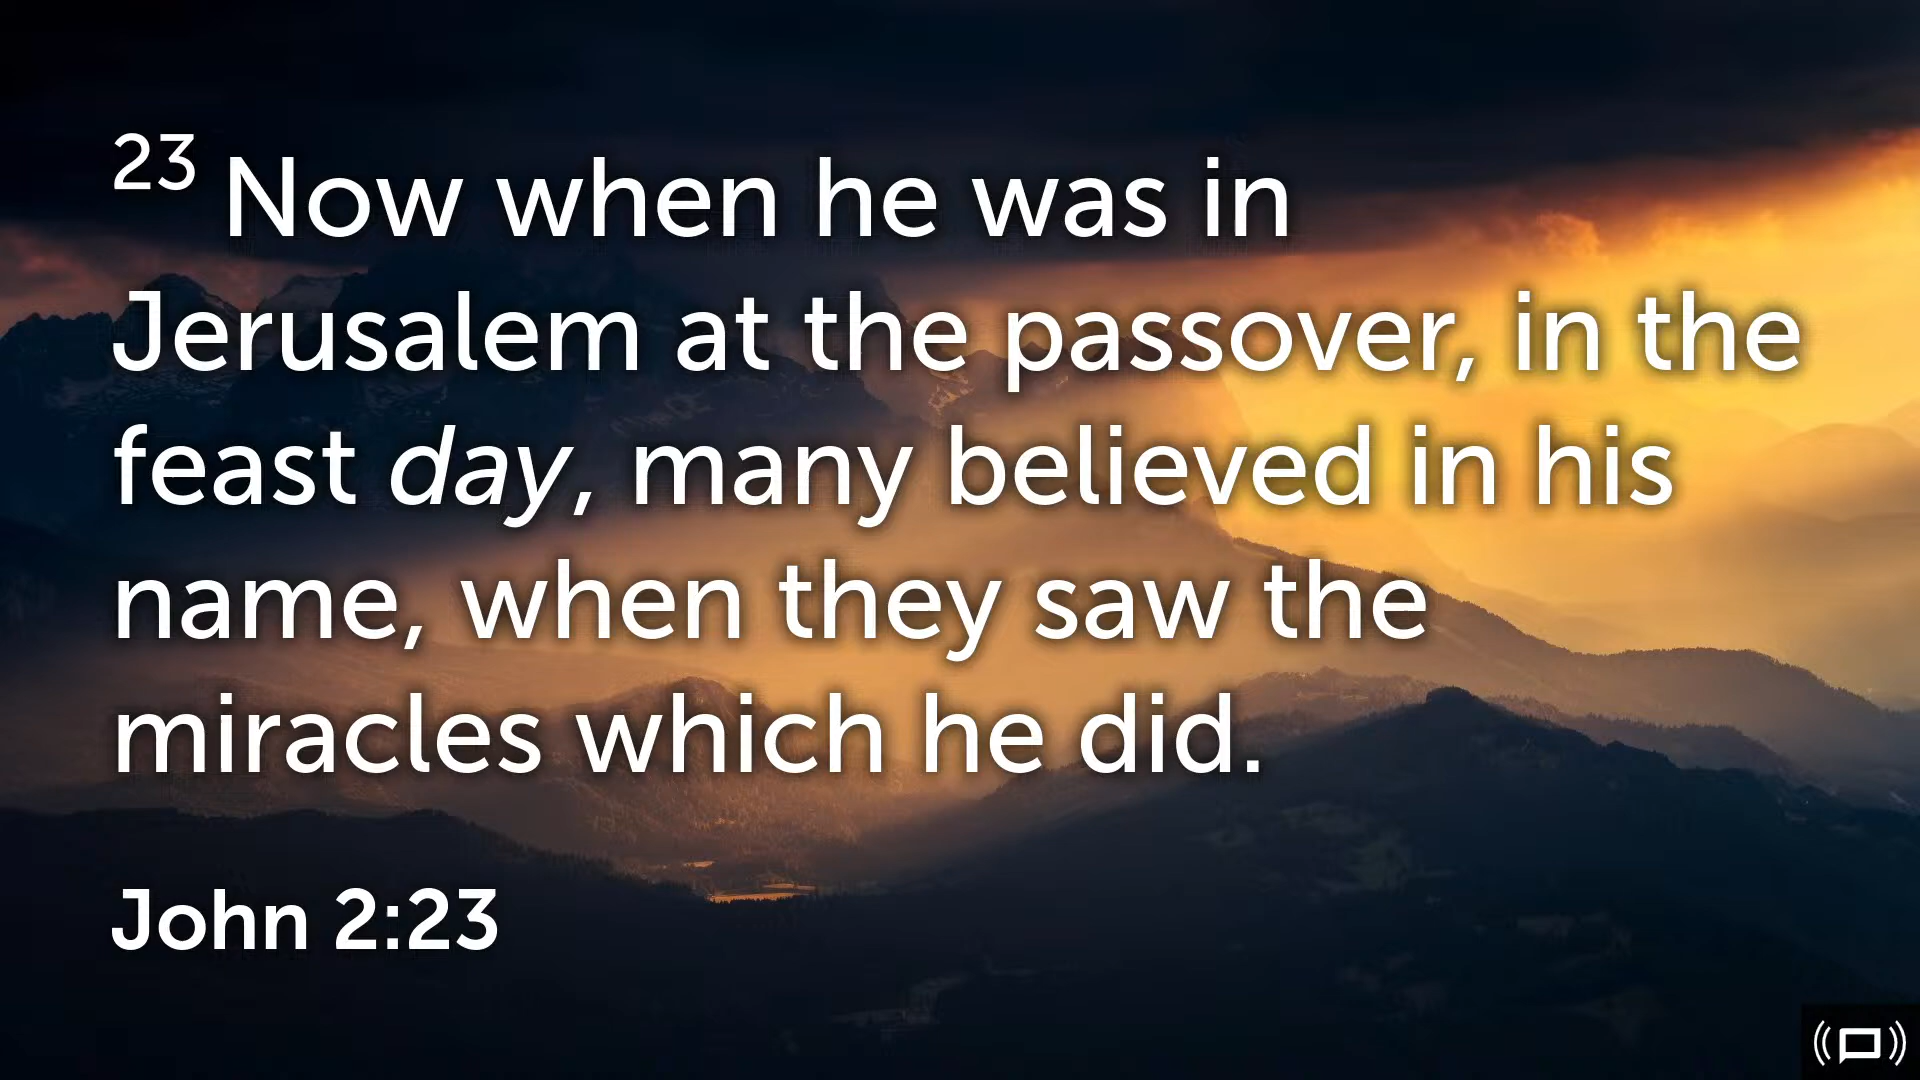 23 Now when he was in
Jerusalem at the passover, in the
feast day, many believed in his
name, when they saw the
miracles which he did.
John 2:23